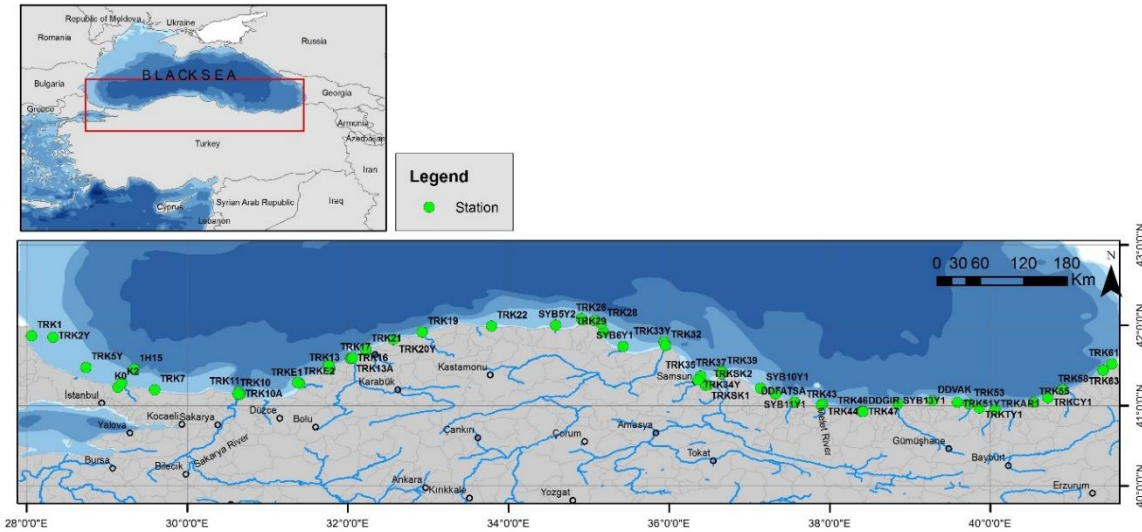 Republic of Moldova
Ukraine
Romania
Russia
BLACKSEA
Bulgaria
Georgia
Greece
Armenia
Azerbaijan
Turkey
Iran
Syrian Arab Republic
Iraq
Cyprus
Lebanon
Legend
Station
N
0 30 60 120 180
Km
43°0'0"N
42°0'0"N
41°0'0"N
40°0'0"N
TRK1
TRK2Y
TRK5Y
1H15
K0
K2
TRK7
TRK11
TRK10
TRK10A
TRKE1
TRKE2
TRK13
TRK17
TRK16
TRK13A
TRK21
TRK20Y
TRK19
TRK22
SYB5Y2
TRK26
TRK29
TRK28
SYB6Y1
TRK33Y
TRK32
TRK35
TRK37
TRK39
TRKSK2
TRK34Y
TRKSK1
SYB10Y1
DDFATSA
SYB11Y1
TRK43
TRK44
TRK46
DDGIR
TRK47
SYB13Y1
DDVAK
TRK53
TRK51Y
TRKAR1
TRKTY1
TRK55
TRKCY1
TRK58
TRK63
TRK61
İstanbul
Kocaeli
Sakarya
Düzce
Bolu
Karabük
Kastamonu
Samsun
Yalova
Bursa
Bilecik
Sakarya River
Ankara
Kırıkkale
Çankırı
Çorum
Yozgat
Amasya
Tokat
Melet River
Gümüşhane
Bayburt
Erzurum
28°0'0"E
30°0'0"E
32°0'0"E
34°0'0"E
36°0'0"E
38°0'0"E
40°0'0"E